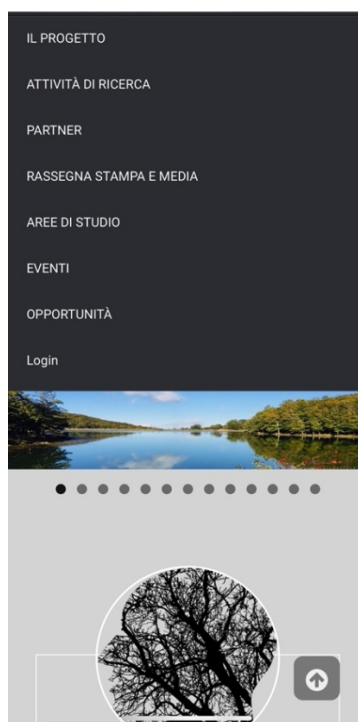 IL PROGETTO
ATTIVITÀ DI RICERCA
PARTNER
RASSEGNA STAMPA E MEDIA
AREE DI STUDIO
EVENTI
OPPORTUNITÀ
Login